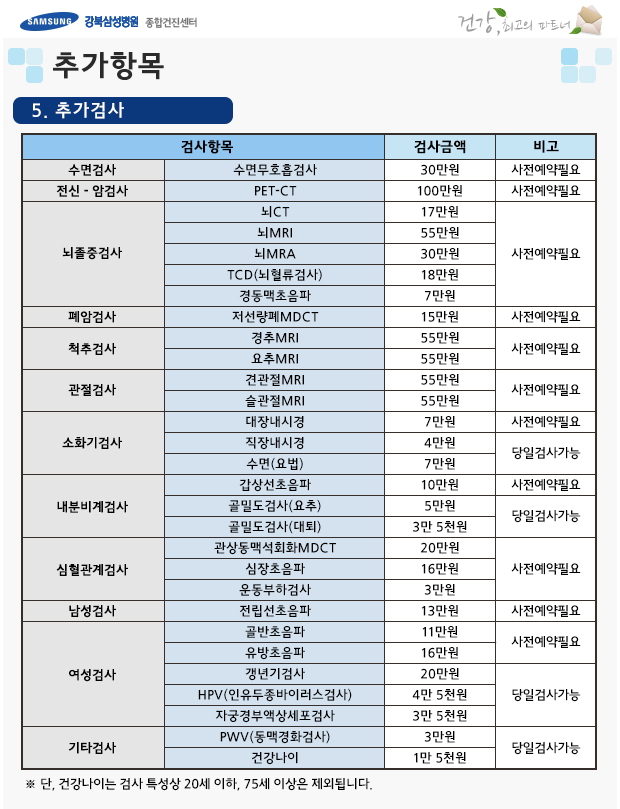 SAMSUNG 강북삼성병원 종합건진센터
건강, 최고의 파트너
추가항목
5. 추가검사
검사항목 검사금액 비고
수면검사 수면무호흡검사 30만원 사전예약필요
전신 - 암검사 PET-CT 100만원 사전예약필요
뇌졸중검사 뇌CT 17만원 사전예약필요
뇌MRI 55만원
뇌MRA 30만원
TCD(뇌혈류검사) 18만원
경동맥초음파 7만원
폐암검사 저선량폐MDCT 15만원 사전예약필요
척추검사 경추MRI 55만원 사전예약필요
요추MRI 55만원
관절검사 견관절MRI 55만원 사전예약필요
슬관절MRI 55만원
소화기검사 대장내시경 7만원 사전예약필요
직장내시경 4만원 당일검사가능
수면(요법) 7만원
내분비계검사 갑상선초음파 10만원 사전예약필요
골밀도검사(요추) 5만원 당일검사가능
골밀도검사(대퇴) 3만 5천원
심혈관계검사 관상동맥석회화MDCT 20만원 사전예약필요
심장초음파 16만원
운동부하검사 3만원
남성검사 전립선초음파 13만원 사전예약필요
여성검사 골반초음파 11만원 사전예약필요
유방초음파 16만원
갱년기검사 20만원 당일검사가능
HPV(인유두종바이러스검사) 4만 5천원
자궁경부액상세포검사 3만 5천원
기타검사 PWV(동맥경화검사) 3만원 당일검사가능
건강나이 1만 5천원
※ 단, 건강나이는 검사 특성상 20세 이하, 75세 이상은 제외됩니다.